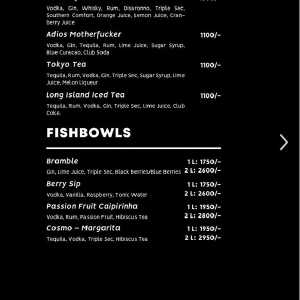 Vodka, Gin, Whisky, Rum, Disaronno, Triple Sec,
Southern Comfort, Orange Juice, Lemon Juice, Cran-
berry Juice
Adios Motherfucker 1100/-
Vodka, Gin, Tequila, Rum, Lime Juice, Sugar Syrup,
Blue Curacao, Club Soda
Tokyo Tea 1100/-
Tequila, Rum, Vodka, Gin, Triple Sec, Sugar Syrup, Lime
Juice, Melon Liqueur
Long Island Iced Tea 1100/-
Tequila, Rum, Vodka, Gin, Triple Sec, Lime Juice, Club
Coke.
FISHBOWLS
Bramble 1 L: 1750/-
Gin, Lime Juice, Triple Sec, Black Berries/Blue Berries 2 L: 2600/-
Berry Sip 1 L: 1750/-
Vodka, Vanilla, Raspberry, Tonic Water 2 L: 2600/-
Passion Fruit Caipirinha 1 L: 1950/-
Vodka, Rum, Passion Fruit, Hibiscus Tea 2 L: 2800/-
Cosmo – Margarita 1 L: 1950/-
Tequila, Vodka, Triple Sec, Hibiscus Tea 2 L: 2950/-